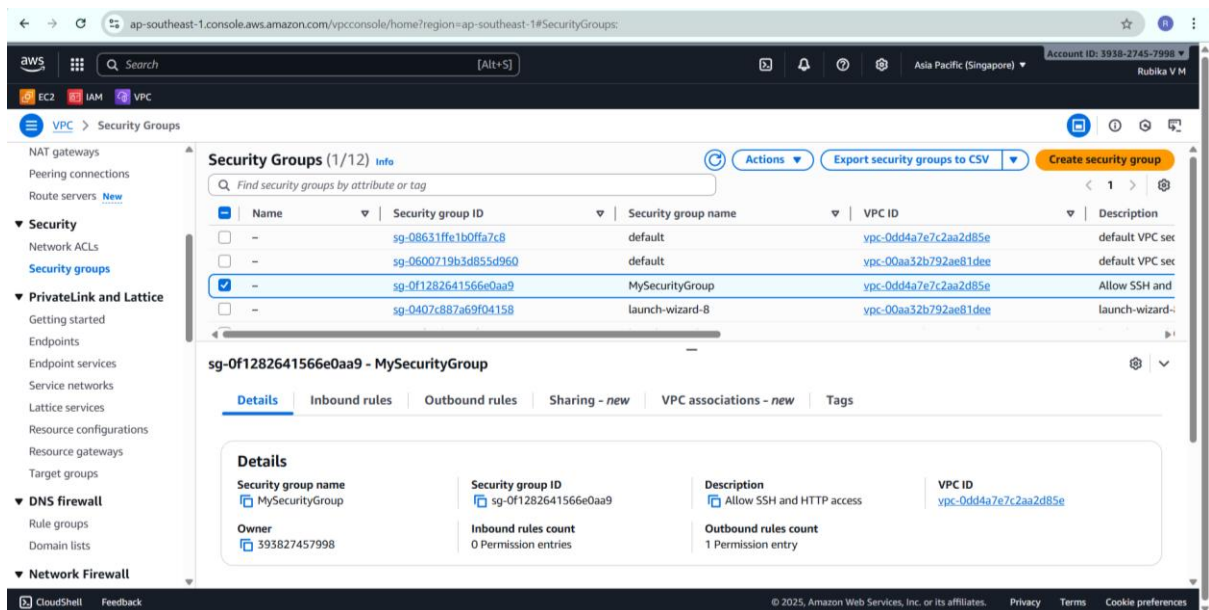 ap-southeast-1.console.aws.amazon.com/vpcconsole/home?region=ap-southeast-1#SecurityGroups:
R
aws
Search
[Alt+S]
Asia Pacific (Singapore)
Account ID: 3938-2745-7998
Rubika V M
EC2
IAM
VPC
VPC > Security Groups
NAT gateways
Peering connections
Route servers New
Security
Network ACLs
Security groups
PrivateLink and Lattice
Getting started
Endpoints
Endpoint services
Service networks
Lattice services
Resource configurations
Resource gateways
Target groups
DNS firewall
Rule groups
Domain lists
Network Firewall
Security Groups (1/12) Info
Actions
Export security groups to CSV
Create security group
Find security groups by attribute or tag
< 1 >
Name Security group ID Security group name VPC ID Description
– sg-08631ffe1b0ffa7c8 default vpc-0dd4a7e7c2aa2d85e default VPC sec
– sg-0600719b3d855d960 default vpc-00aa32b792ae81dee default VPC sec
– sg-0f1282641566e0aa9 MySecurityGroup vpc-0dd4a7e7c2aa2d85e Allow SSH and
– sg-0407c887a69f04158 launch-wizard-8 vpc-00aa32b792ae81dee launch-wizard-
sg-0f1282641566e0aa9 - MySecurityGroup
Details Inbound rules Outbound rules Sharing - new VPC associations - new Tags
Details
Security group name Security group ID Description VPC ID
MySecurityGroup sg-0f1282641566e0aa9 Allow SSH and HTTP access vpc-0dd4a7e7c2aa2d85e
Owner Inbound rules count Outbound rules count
393827457998 0 Permission entries 1 Permission entry
CloudShell Feedback
© 2025, Amazon Web Services, Inc. or its affiliates. Privacy Terms Cookie preferences